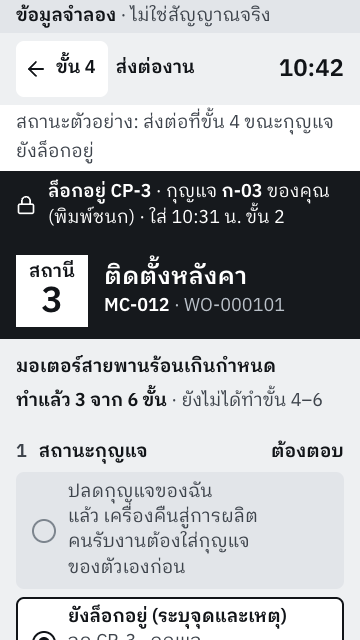 ข้อมูลจำลอง · ไม่ใช่สัญญาณจริง
← ขั้น 4 ส่งต่องาน 10:42
สถานะตัวอย่าง: ส่งต่อที่ขั้น 4 ขณะกุญแจ
ยังล็อกอยู่
ล็อกอยู่ CP-3 · กุญแจ ก-03 ของคุณ
(พิมพ์ชนก) · ใส่ 10:31 น. ขั้น 2
สถานี
3
ติดตั้งหลังคา
MC-012 · WO-000101
มอเตอร์สายพานร้อนเกินกำหนด
ทำแล้ว 3 จาก 6 ขั้น · ยังไม่ได้ทำขั้น 4–6
1 สถานะกุญแจ ต้องตอบ
ปลดกุญแจของฉัน
แล้ว เครื่องคืนสู่การผลิต
คนรับงานต้องใส่กุญแจ
ของตัวเองก่อน
ยังล็อกอยู่ (ระบุจุดและเหตุ)